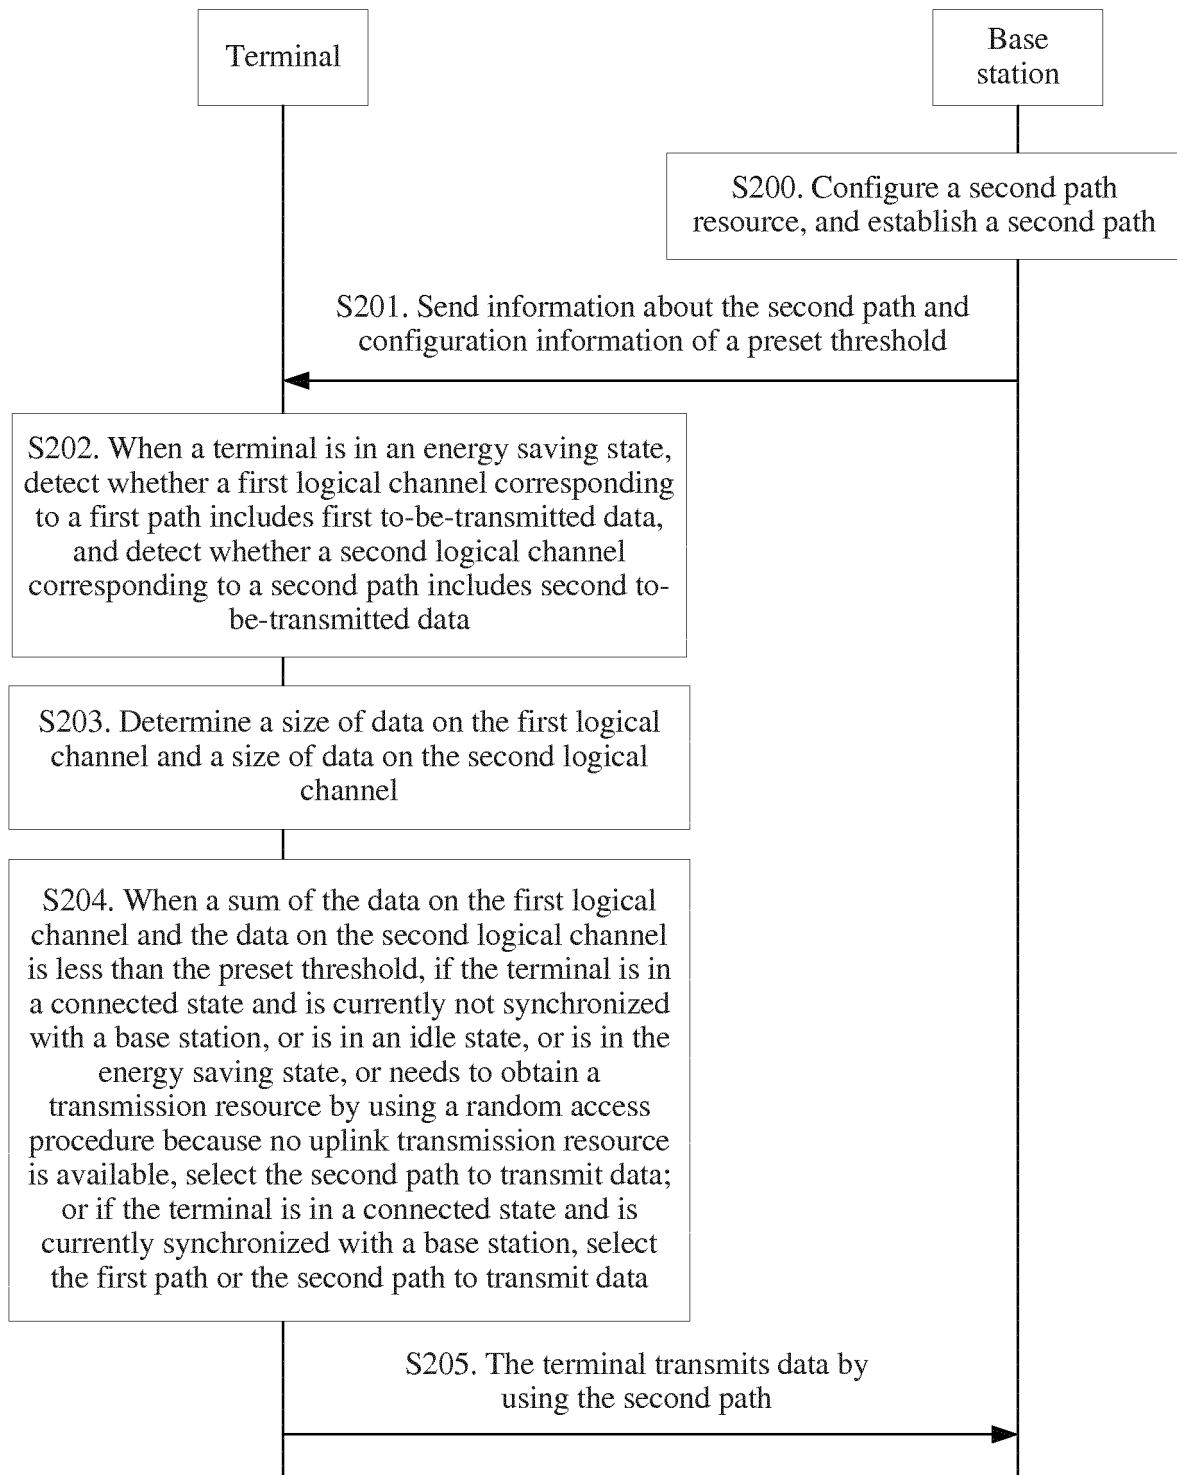 Terminal
Base
station
S200. Configure a second path
resource, and establish a second path
S201. Send information about the second path and
configuration information of a preset threshold
S202. When a terminal is in an energy saving state,
detect whether a first logical channel corresponding
to a first path includes first to-be-transmitted data,
and detect whether a second logical channel
corresponding to a second path includes second to-
be-transmitted data
S203. Determine a size of data on the first logical
channel and a size of data on the second logical
channel
S204. When a sum of the data on the first logical
channel and the data on the second logical channel
is less than the preset threshold, if the terminal is in
a connected state and is currently not synchronized
with a base station, or is in an idle state, or is in the
energy saving state, or needs to obtain a
transmission resource by using a random access
procedure because no uplink transmission resource
is available, select the second path to transmit data;
or if the terminal is in a connected state and is
currently synchronized with a base station, select
the first path or the second path to transmit data
S205. The terminal transmits data by
using the second path